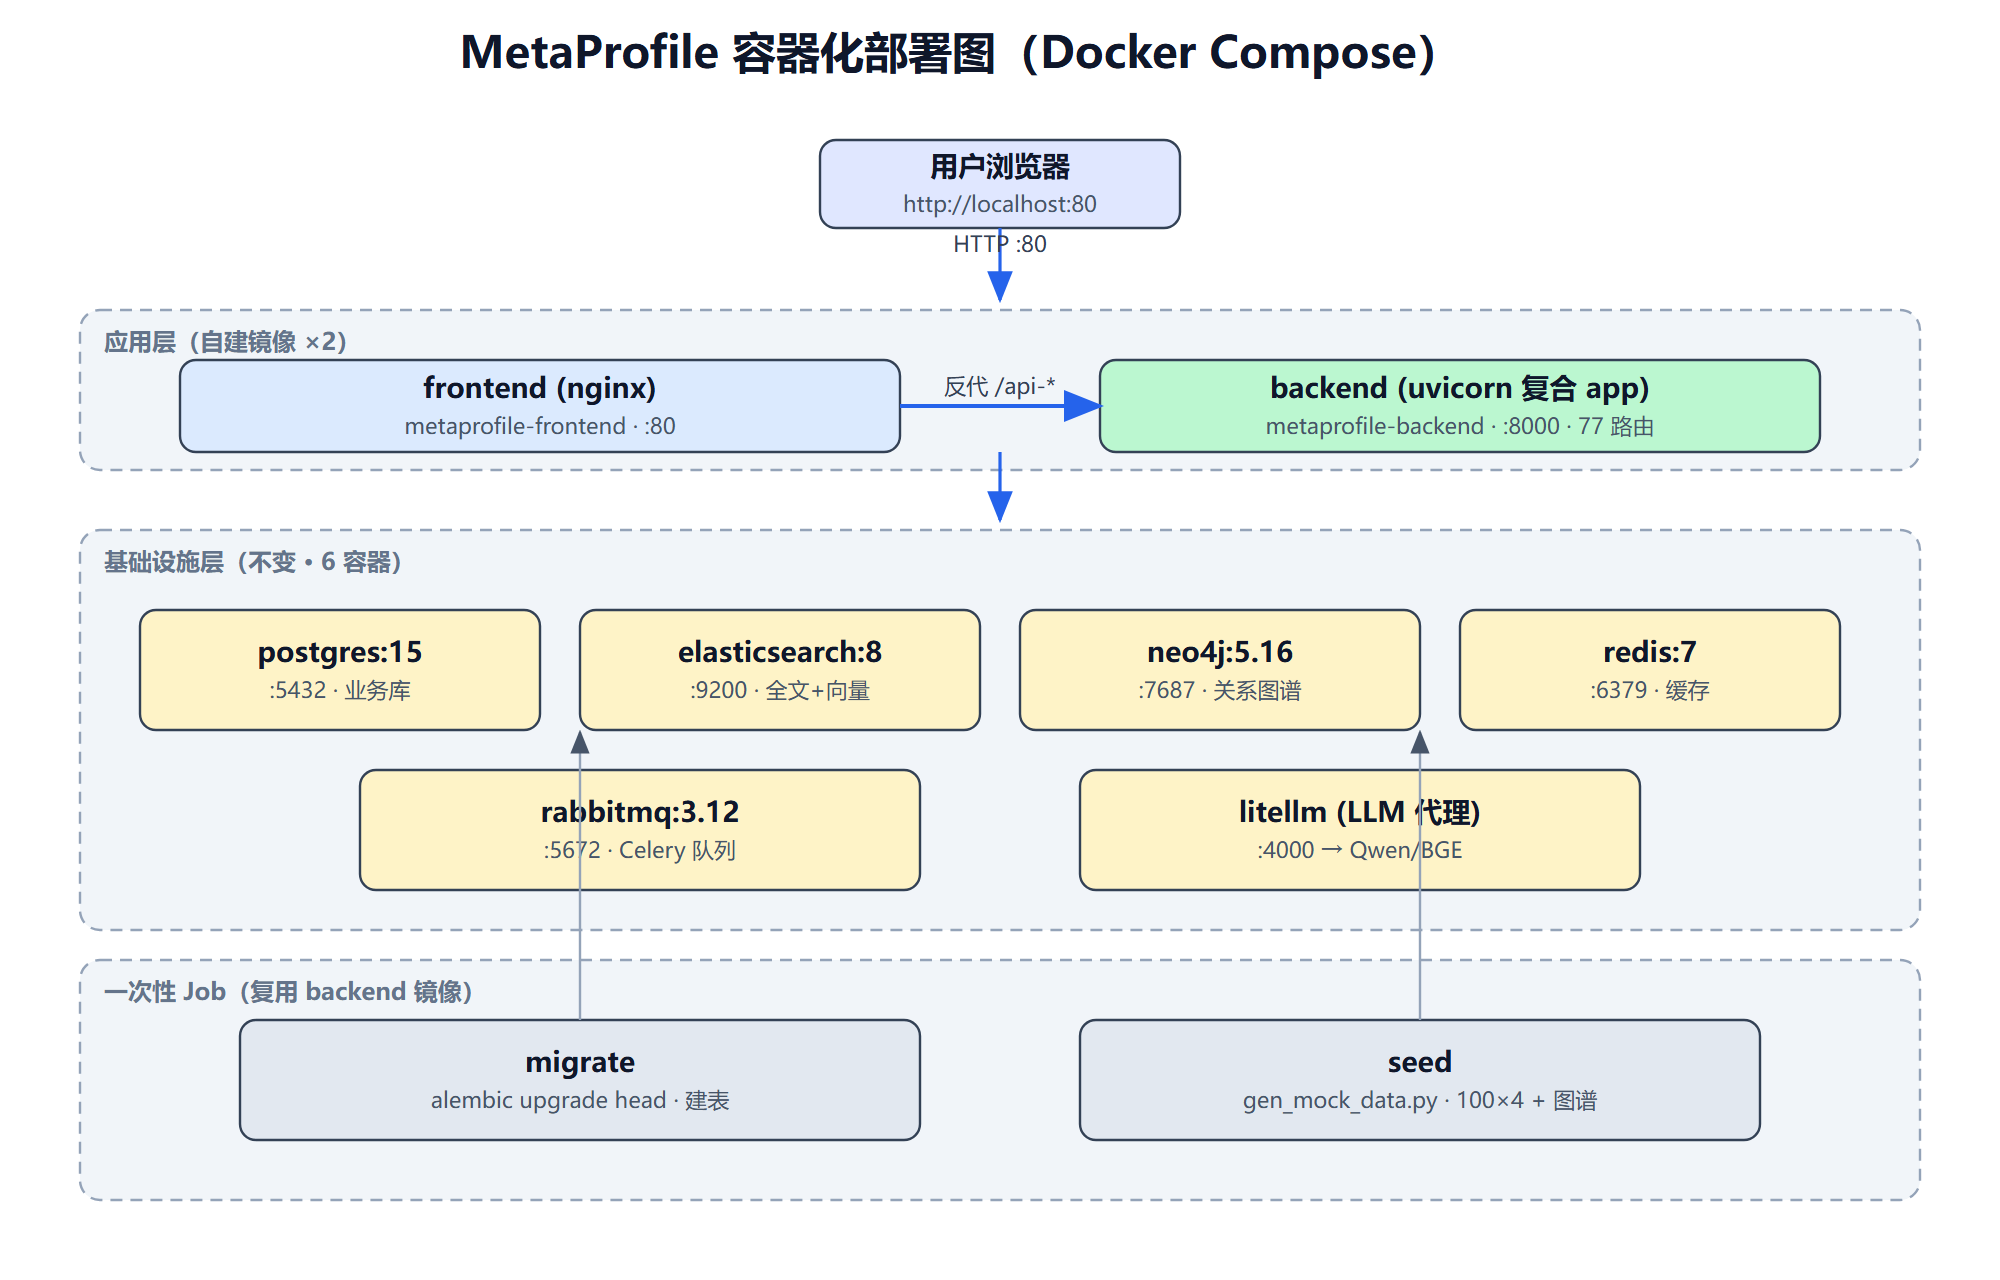 MetaProfile 容器化部署图（Docker Compose）
用户浏览器
http://localhost:80
HTTP :80
应用层（自建镜像 ×2）
frontend (nginx)
metaprofile-frontend · :80
反代 /api-*
backend (uvicorn 复合 app)
metaprofile-backend · :8000 · 77 路由
基础设施层（不变 · 6 容器）
postgres:15
:5432 · 业务库
elasticsearch:8
:9200 · 全文+向量
neo4j:5.16
:7687 · 关系图谱
redis:7
:6379 · 缓存
rabbitmq:3.12
:5672 · Celery 队列
litellm (LLM 代理)
:4000 → Qwen/BGE
一次性 Job（复用 backend 镜像）
migrate
alembic upgrade head · 建表
seed
gen_mock_data.py · 100×4 + 图谱